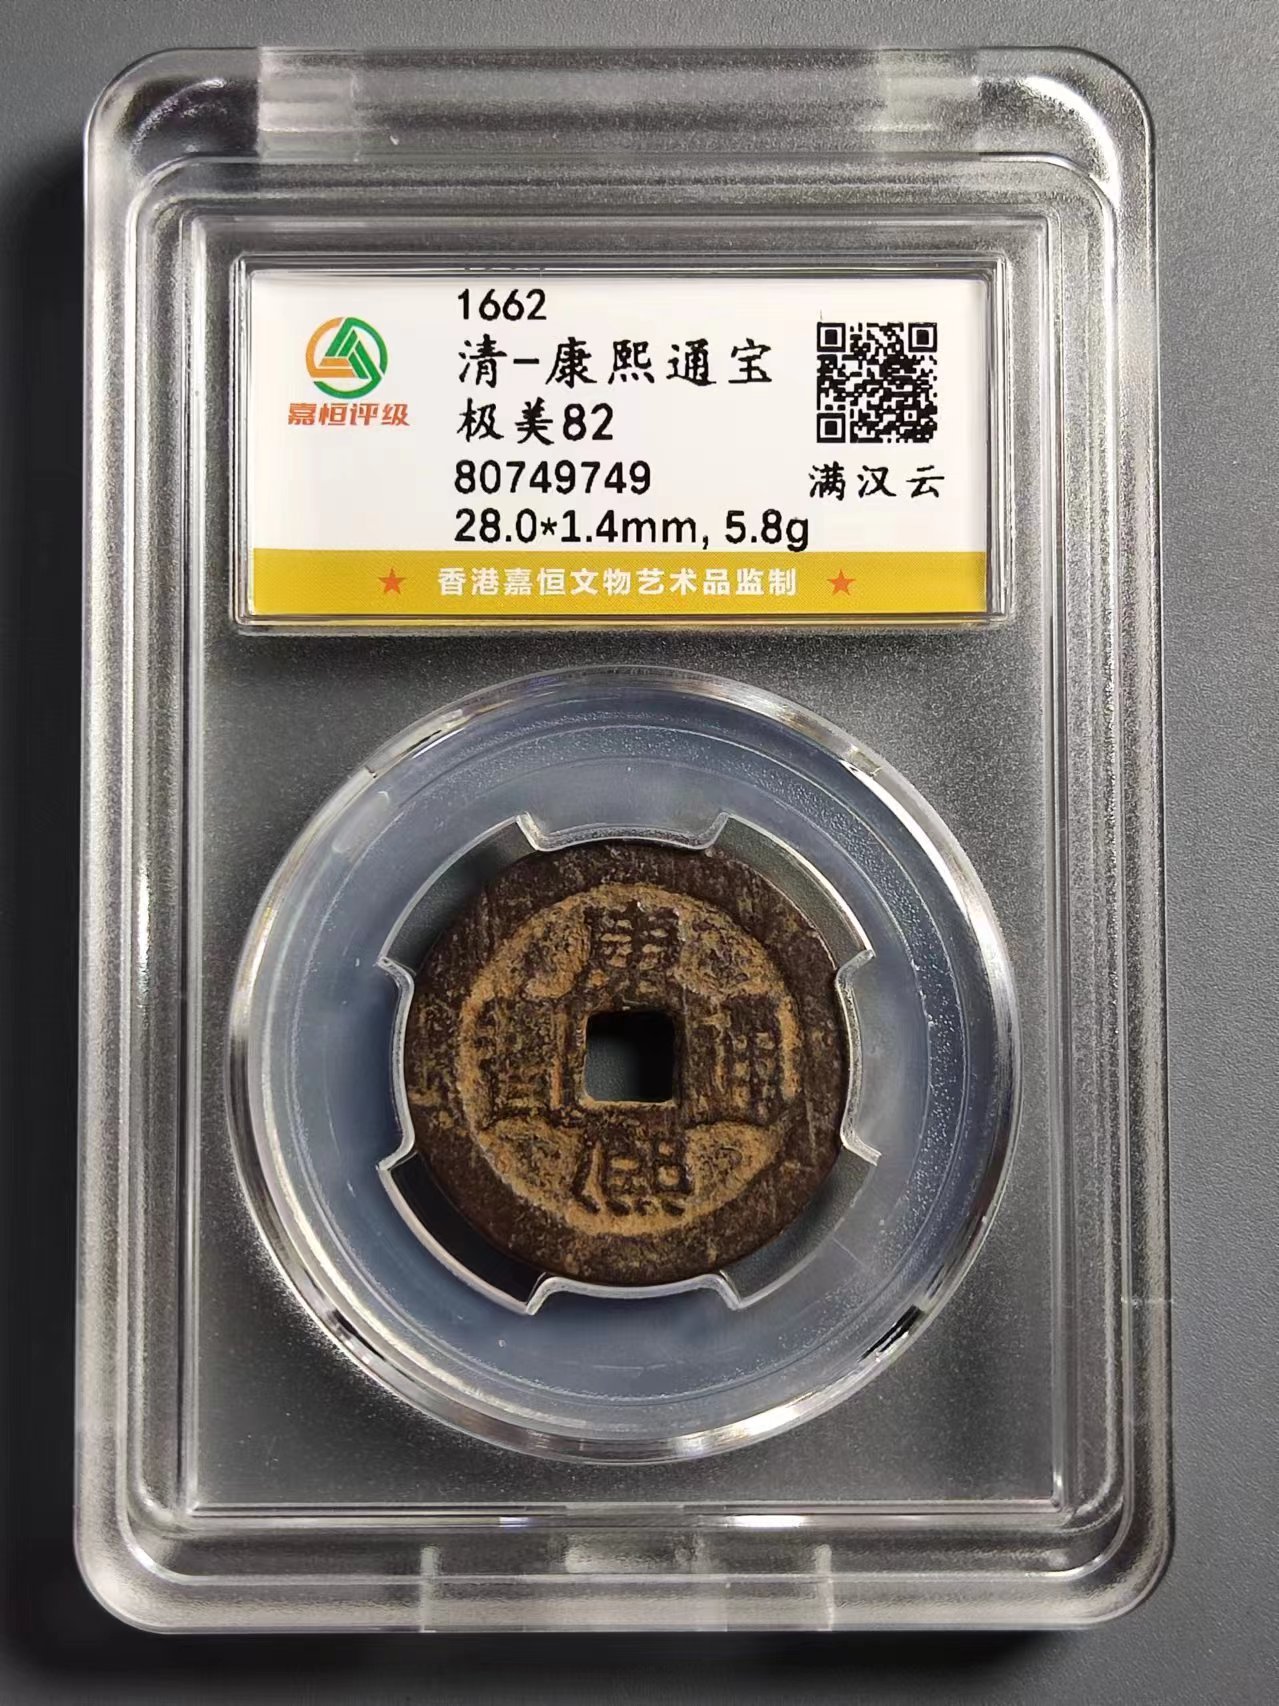 1662
清-康熙通宝
极美82
80749749
28.0*1.4mm, 5.8g
嘉恒评级
满汉云
★ 香港嘉恒文物艺术品监制 ★
康熙通寶